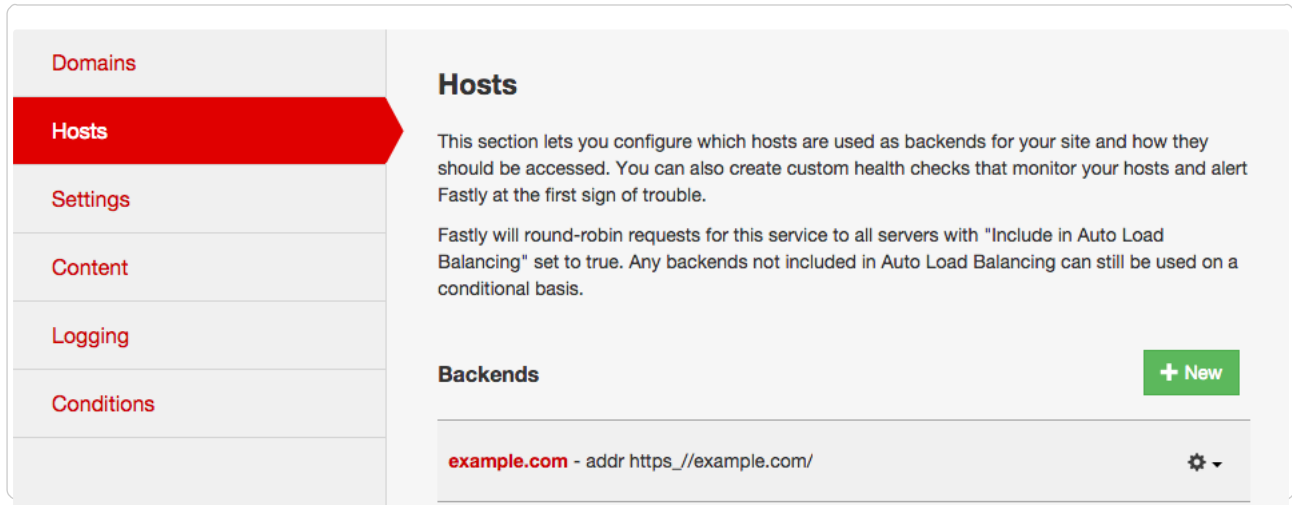 Domains
Hosts
Settings
Content
Logging
Conditions
Hosts
This section lets you configure which hosts are used as backends for your site and how they
should be accessed. You can also create custom health checks that monitor your hosts and alert
Fastly at the first sign of trouble.
Fastly will round-robin requests for this service to all servers with "Include in Auto Load
Balancing" set to true. Any backends not included in Auto Load Balancing can still be used on a
conditional basis.
Backends
+ New
example.com - addr https_//example.com/